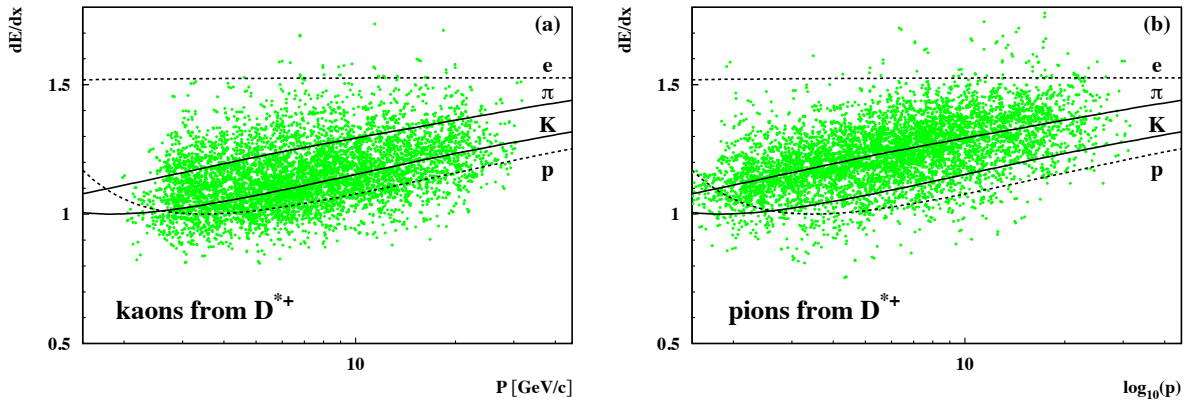 dE/dx
(a)
e
π
K
p
1.5
1
0.5
kaons from D*+
10
P [GeV/c]
dE/dx
(b)
e
π
K
p
1.5
1
0.5
pions from D*+
10
log10(p)